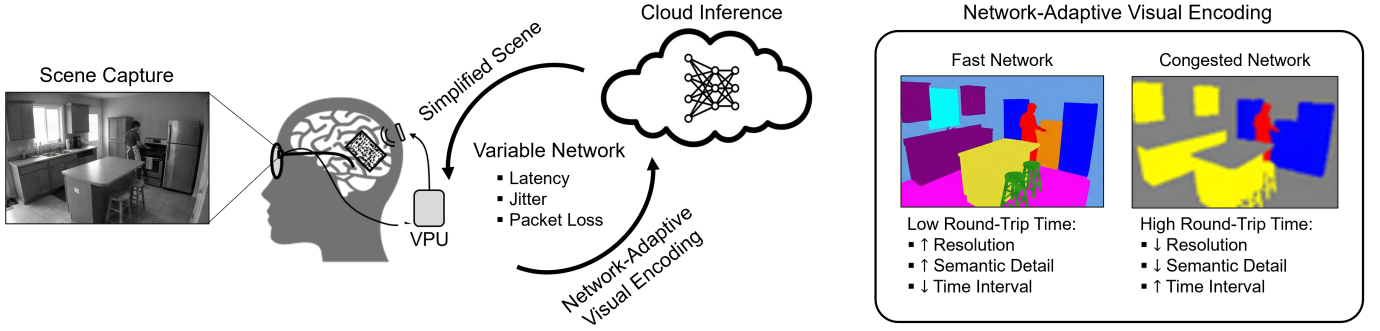 Scene Capture
VPU
Simplified Scene
Cloud Inference
Variable Network
▪ Latency
▪ Jitter
▪ Packet Loss
Network-Adaptive
Visual Encoding
Network-Adaptive Visual Encoding
Fast Network
Low Round-Trip Time:
▪ ↑ Resolution
▪ ↑ Semantic Detail
▪ ↓ Time Interval
Congested Network
High Round-Trip Time:
▪ ↓ Resolution
▪ ↓ Semantic Detail
▪ ↑ Time Interval